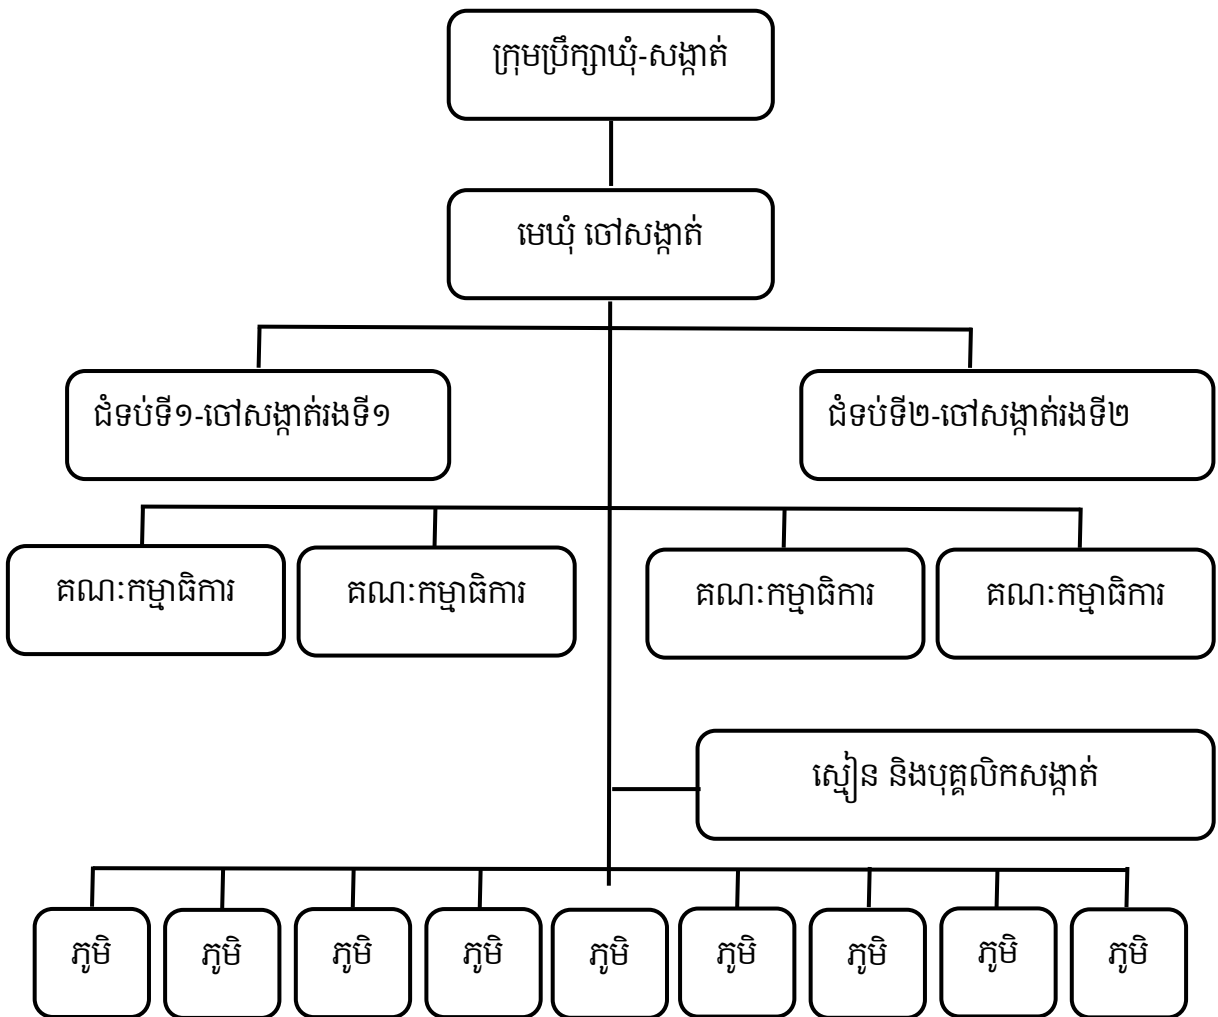 ក្រុមប្រឹក្សាឃុំ-សង្កាត់
មេឃុំ ចៅសង្កាត់
ជំទប់ទី១-ចៅសង្កាត់រងទី១
ជំទប់ទី២-ចៅសង្កាត់រងទី២
គណៈកម្មាធិការ
គណៈកម្មាធិការ
គណៈកម្មាធិការ
គណៈកម្មាធិការ
ស្មៀន និងបុគ្គលិកសង្កាត់
ភូមិ
ភូមិ
ភូមិ
ភូមិ
ភូមិ
ភូមិ
ភូមិ
ភូមិ
ភូមិ